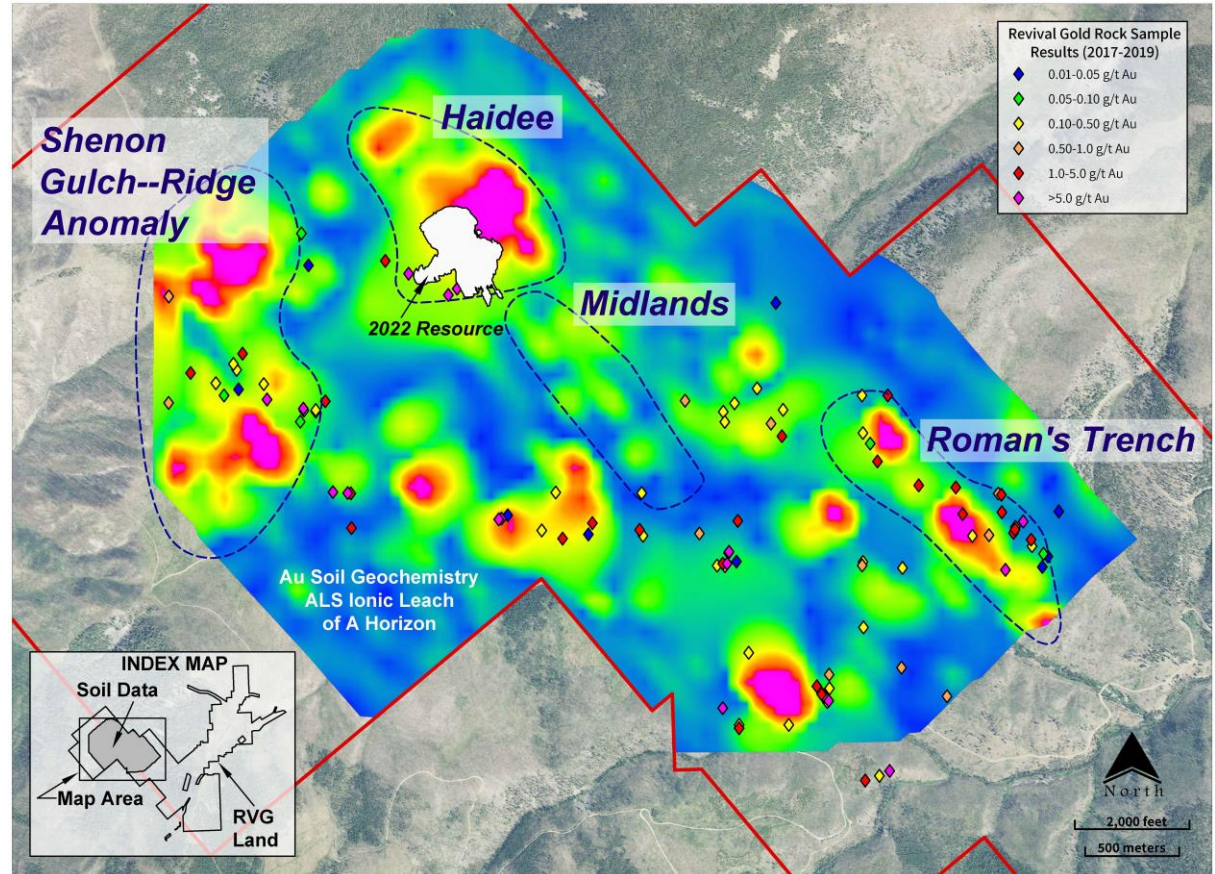 Revival Gold Rock Sample
Results (2017-2019)
0.01-0.05 g/t Au
0.05-0.10 g/t Au
0.10-0.50 g/t Au
0.50-1.0 g/t Au
1.0-5.0 g/t Au
>5.0 g/t Au
Haidee
Shenon
Gulch--Ridge
Anomaly
Midlands
2022 Resource
Roman's Trench
Au Soil Geochemistry
ALS Ionic Leach
of A Horizon
INDEX MAP
Soil Data
Map Area
RVG
Land
North
2,000 feet
500 meters